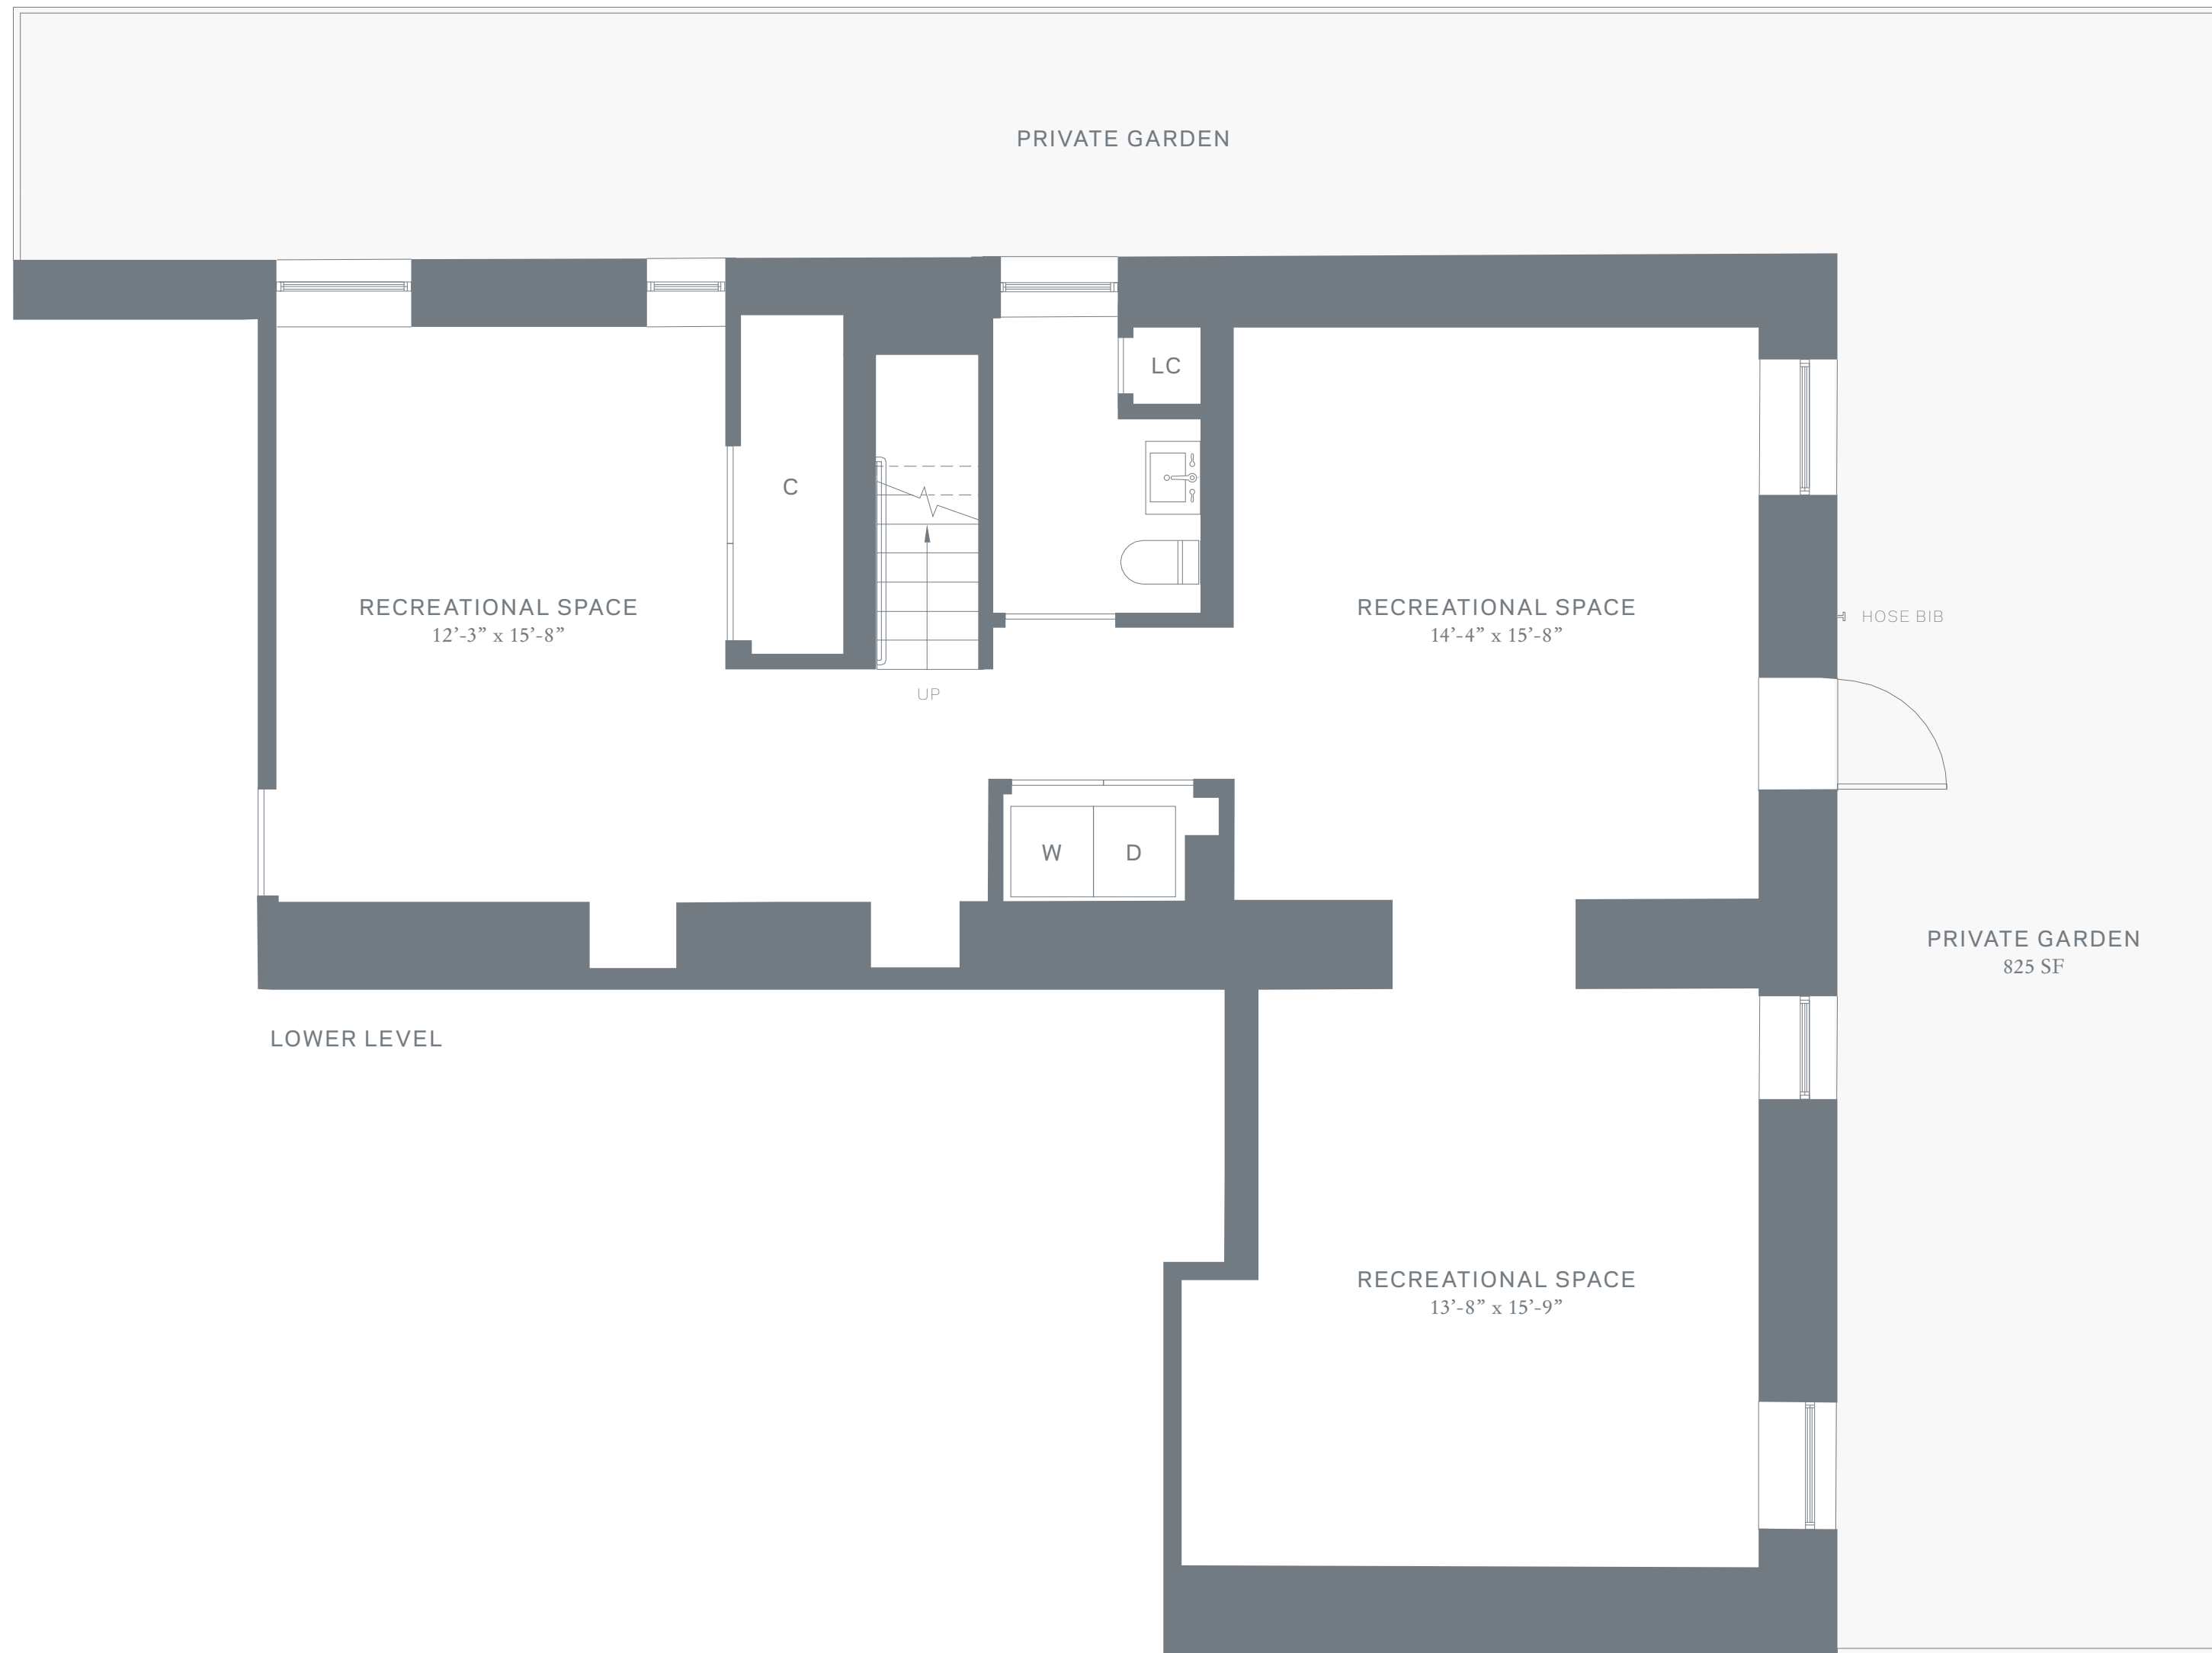 PRIVATE GARDEN
LC
C
RECREATIONAL SPACE
12’-3” x 15’-8”
RECREATIONAL SPACE
14’-4” x 15’-8”
HOSE BIB
UP
W
D
PRIVATE GARDEN
825 SF
LOWER LEVEL
RECREATIONAL SPACE
13’-8” x 15’-9”